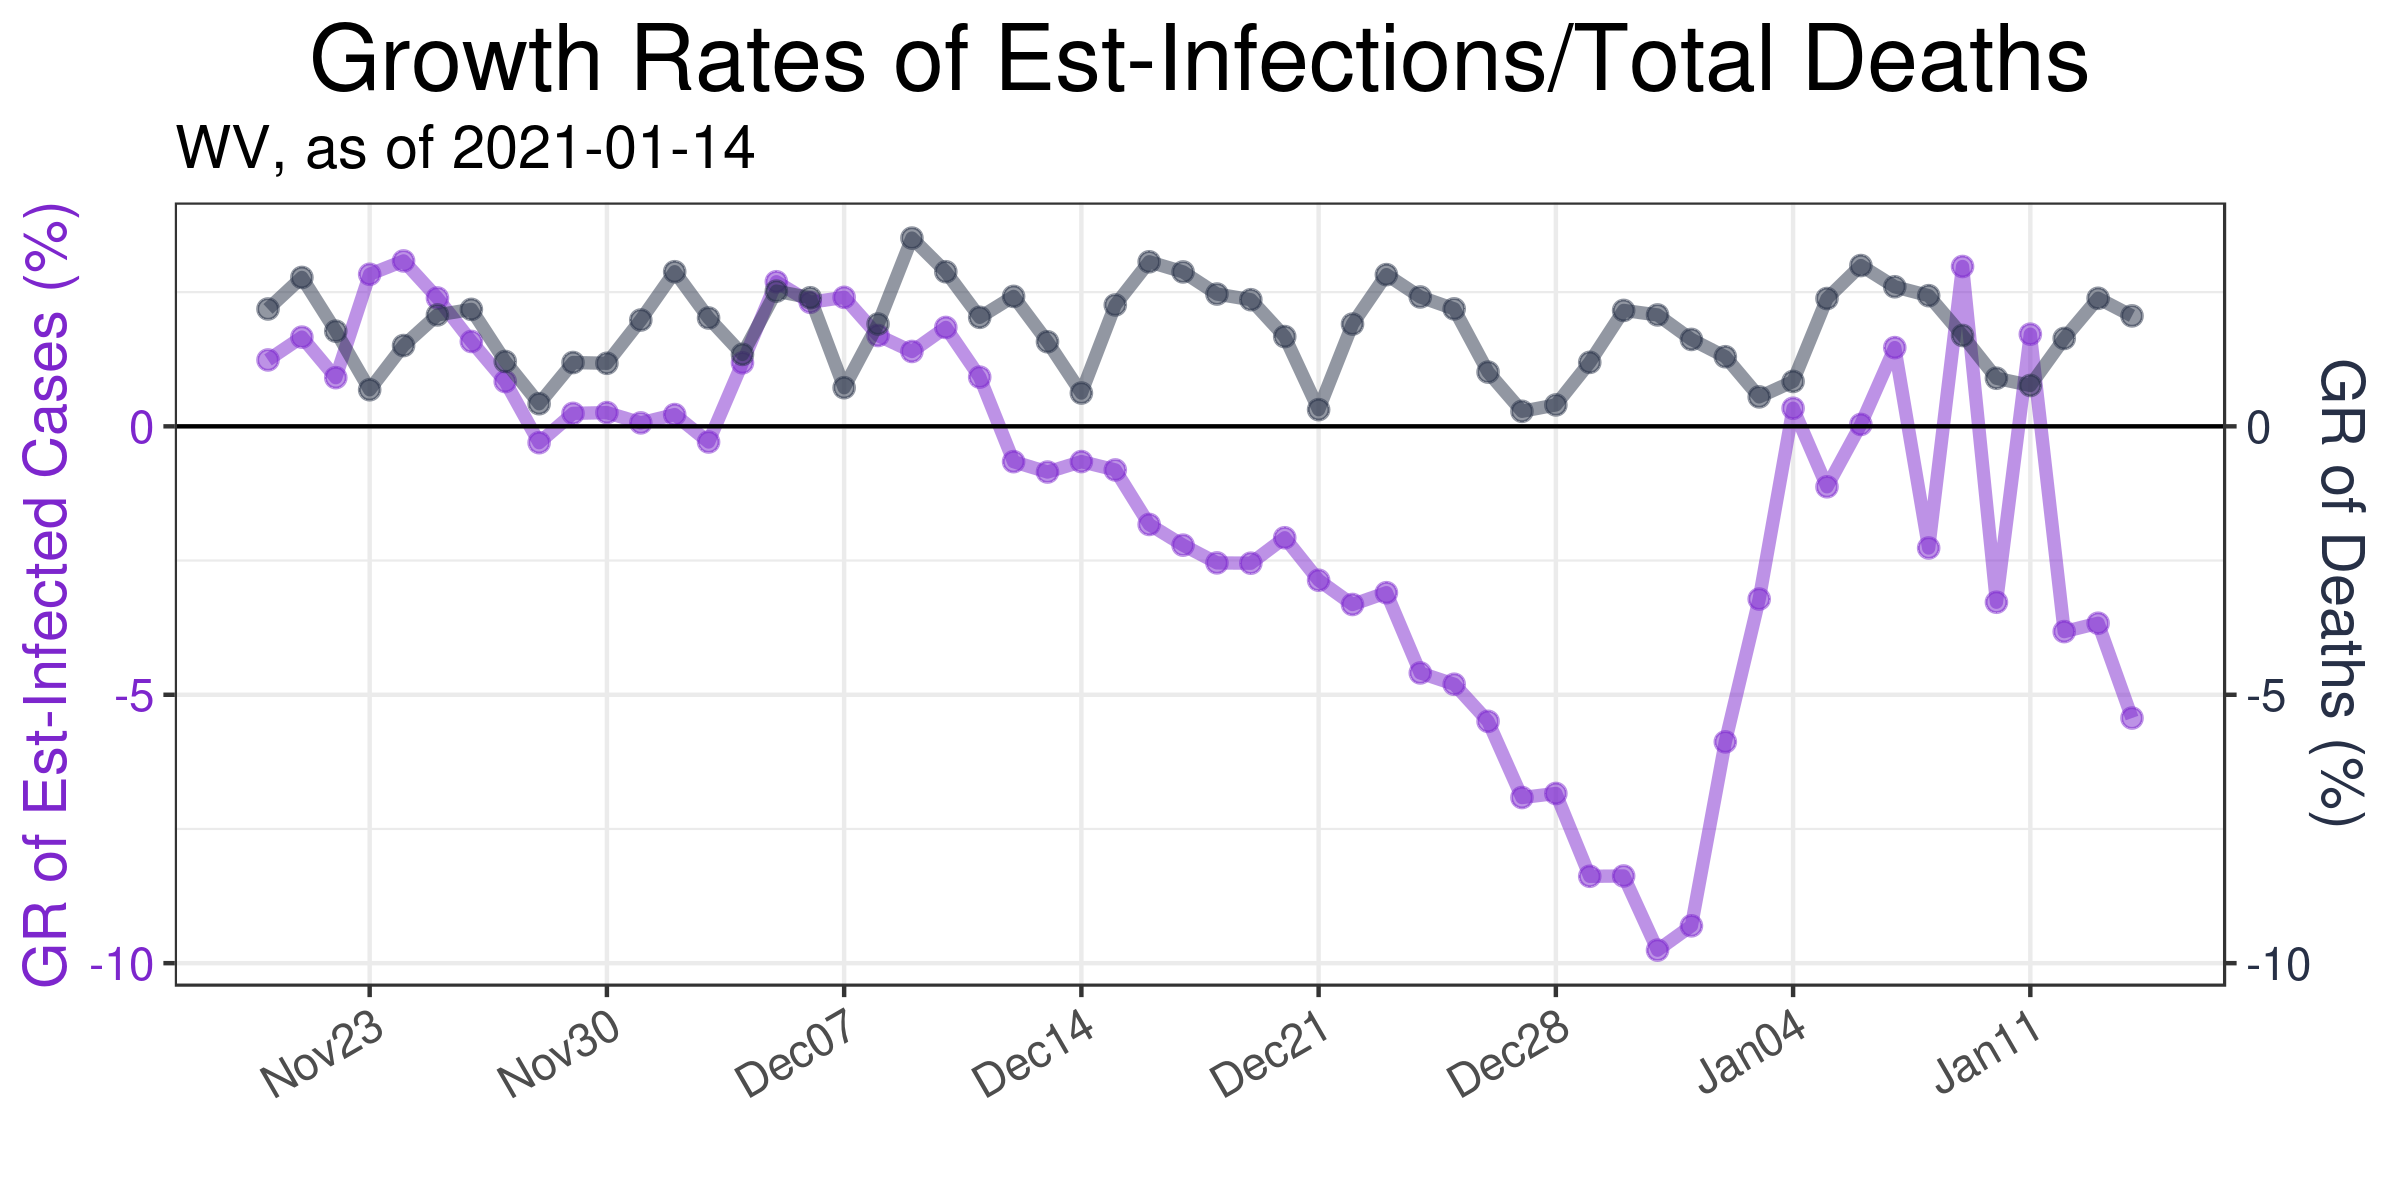 Growth Rates of Est-Infections/Total Deaths
WV, as of 2021-01-14
GR of Est-Infected Cases (%)
0
-5
-10
0
-5
-10
GR of Deaths (%)
Nov23
Nov30
Dec07
Dec14
Dec21
Dec28
Jan04
Jan11